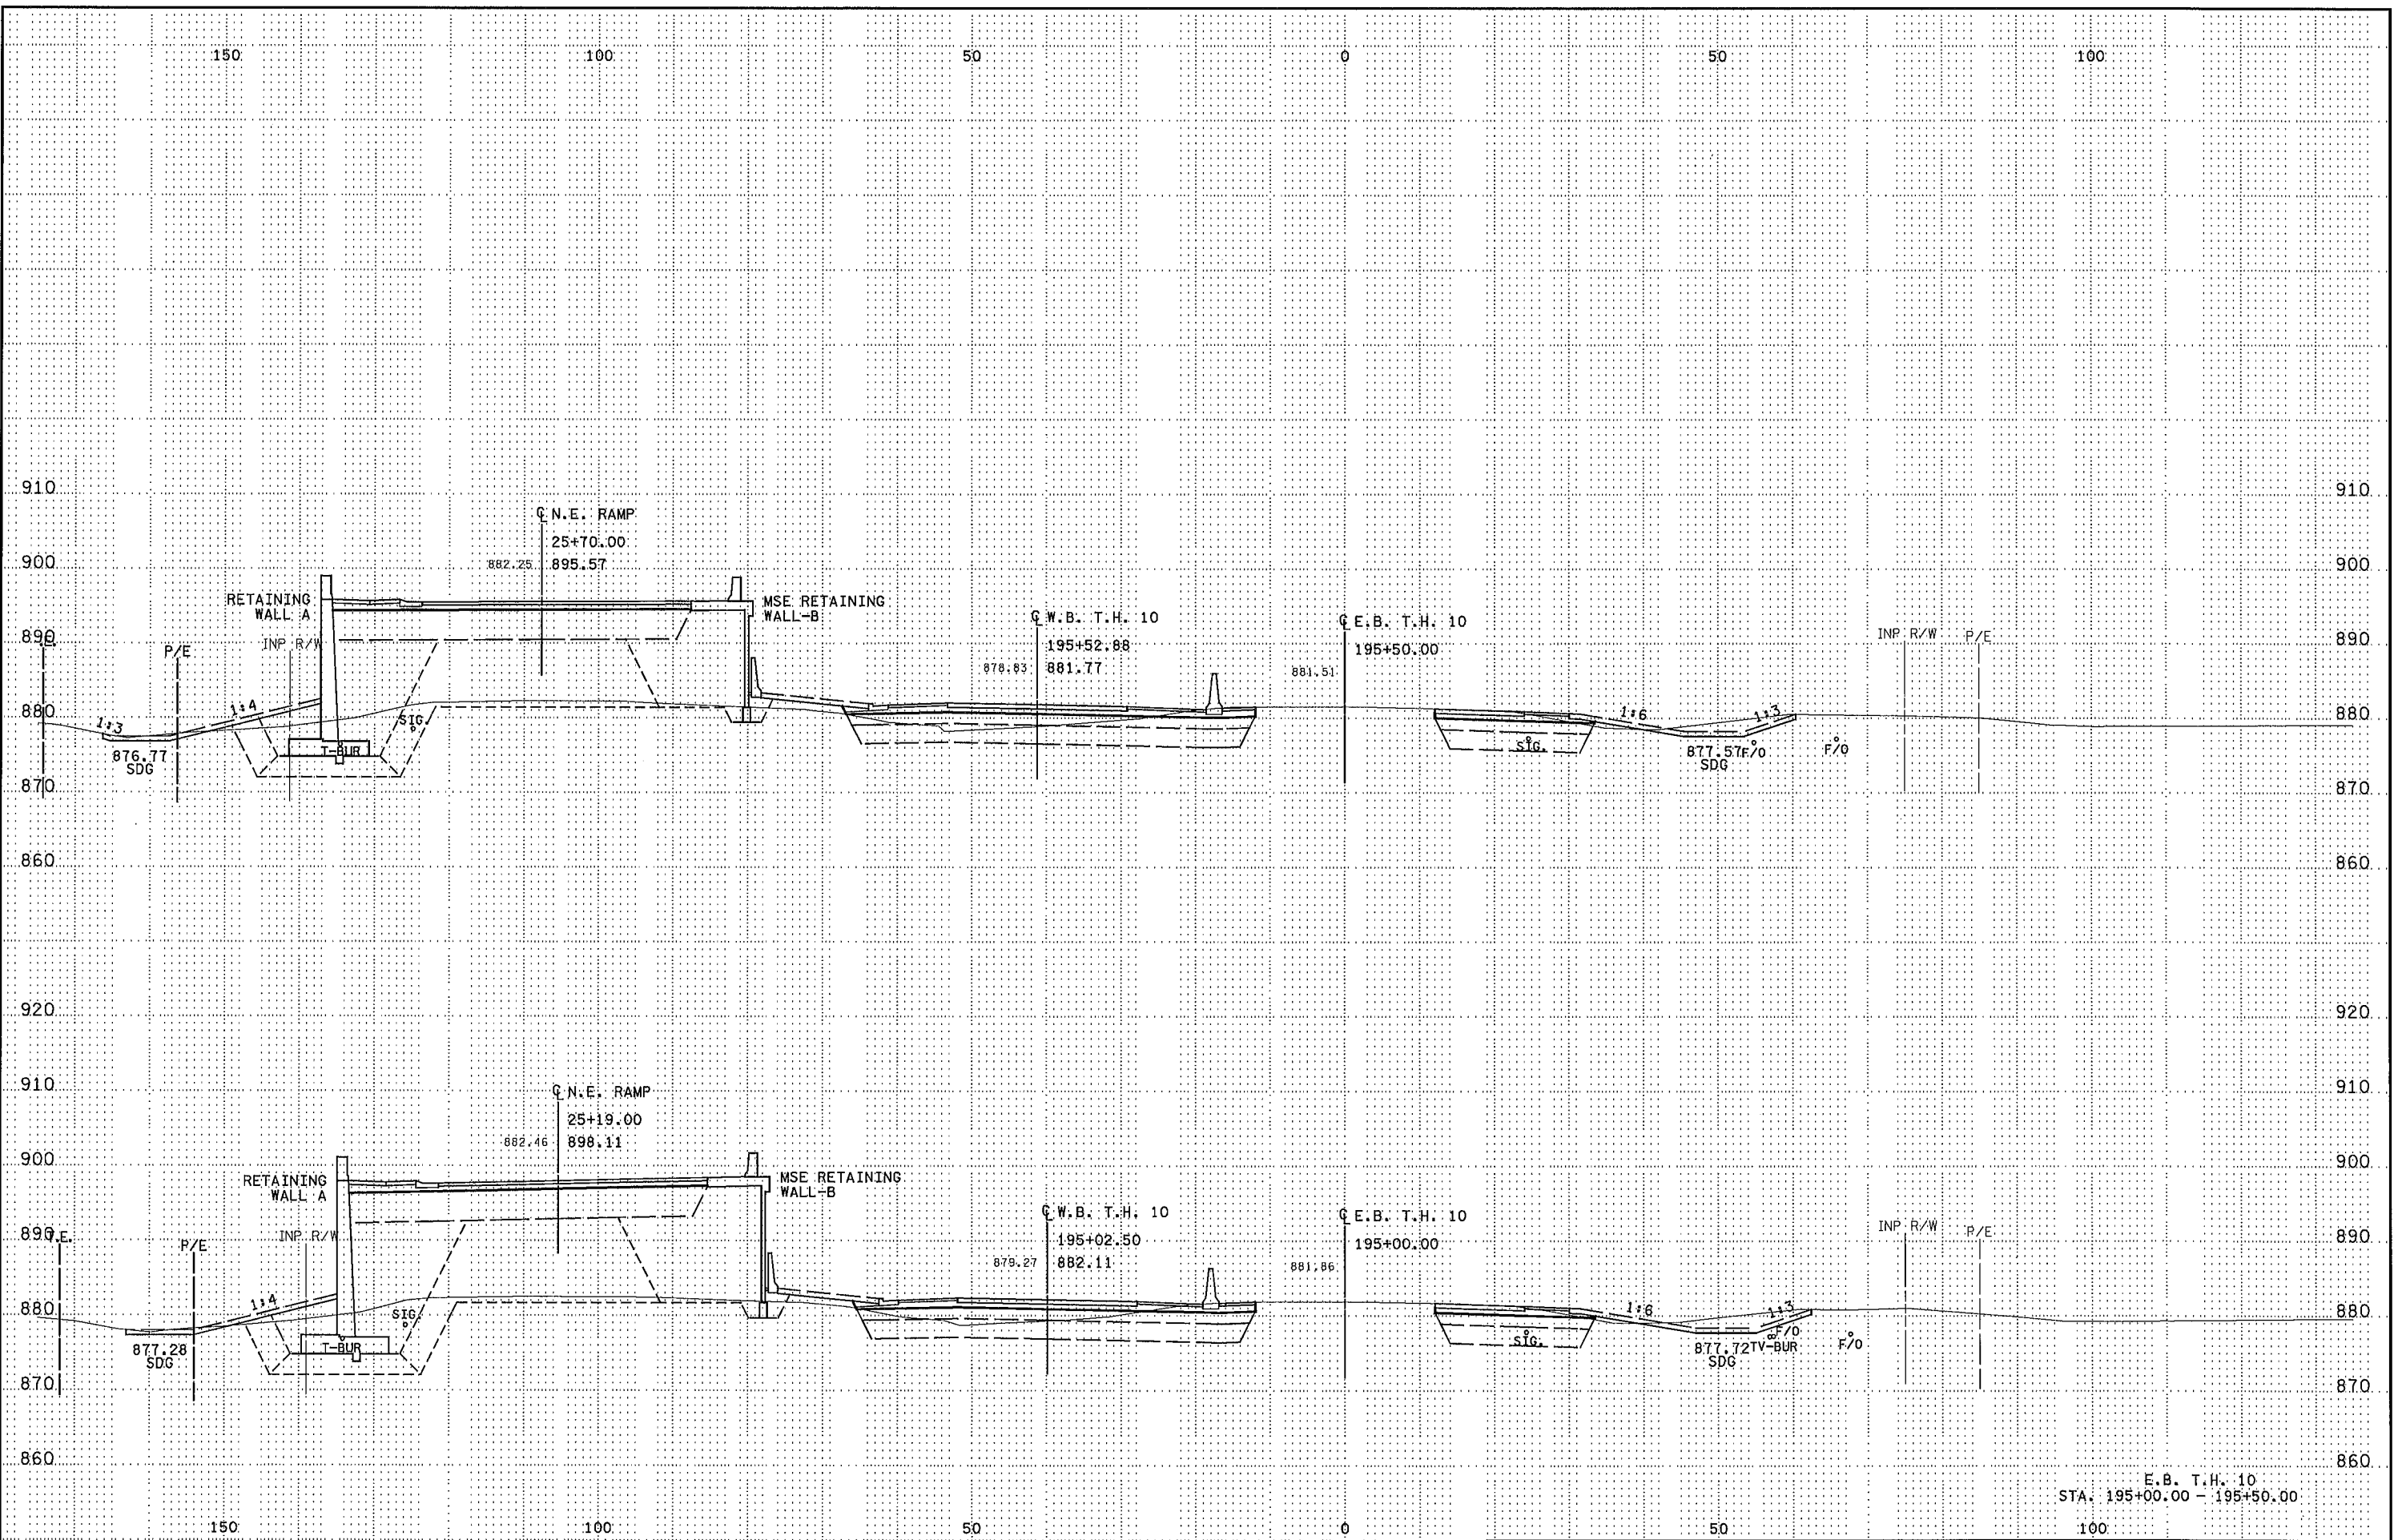 150 100 50 0 50 100
910 910
℄ N.E. RAMP
25+70.00
900 882.25 895.57 900
RETAINING
WALL A
MSE RETAINING
WALL-B
℄ W.B. T.H. 10
195+52.88
878.83 881.77
℄ E.B. T.H. 10
195+50.00
881.51
890 890
P/E INP R/W INP R/W P/E
880 1:3 1:4 SIG. 1:6 1:3 880
T-BUR SIG. F/O F/O
876.77
SDG
877.57
SDG
870 870
860 860
920 920
910 910
℄ N.E. RAMP
25+19.00
882.46 898.11
900 900
RETAINING
WALL A
MSE RETAINING
WALL-B
℄ W.B. T.H. 10
195+02.50
879.27 882.11
℄ E.B. T.H. 10
195+00.00
881.86
890 T.E. 890
P/E INP R/W INP R/W P/E
880 1:4 SIG. 1:6 1:3 880
T-BUR SIG. F/O F/O
877.28
SDG
877.72 TV-BUR
SDG
870 870
860 860
E.B. T.H. 10
STA. 195+00.00 - 195+50.00
150 100 50 0 50 100